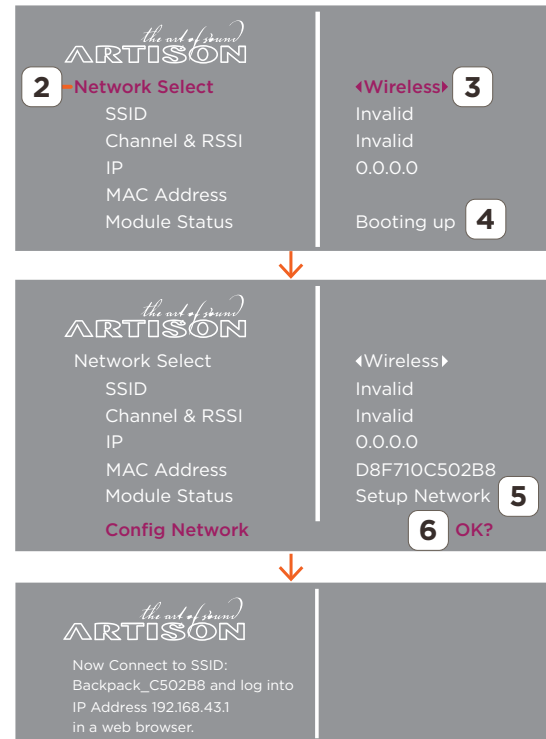 the art of sound
ARTISON
2 Network Select ◂Wireless▸ 3
SSID Invalid
Channel & RSSI Invalid
IP 0.0.0.0
MAC Address
Module Status Booting up 4
the art of sound
ARTISON
Network Select ◂Wireless▸
SSID Invalid
Channel & RSSI Invalid
IP 0.0.0.0
MAC Address D8F710C502B8
Module Status Setup Network 5
Config Network 6 OK?
the art of sound
ARTISON
Now Connect to SSID:
Backpack_C502B8 and log into
IP Address 192.168.43.1
in a web browser.